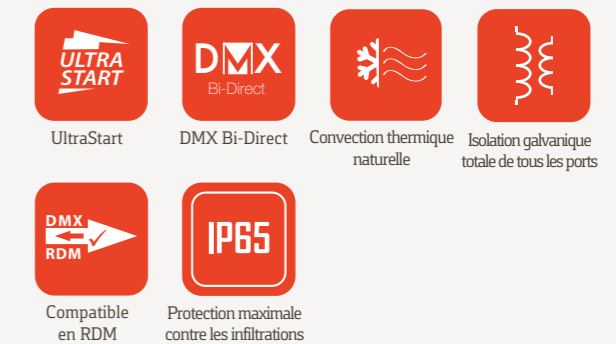 ULTRA
START
DMX
Bi-Direct
UltraStart
DMX Bi-Direct
Convection thermique
naturelle
Isolation galvanique
totale de tous les ports
DMX
RDM
IP65
Compatible
en RDM
Protection maximale
contre les infiltrations